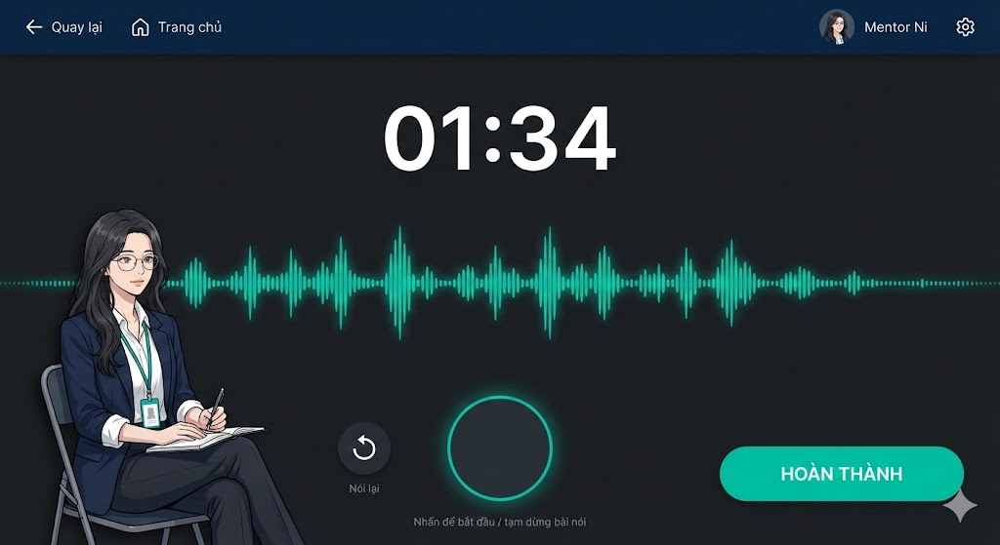 Quay lại
Trang chủ
Mentor Ni
01:34
Nói lại
HOÀN THÀNH
Nhấn để bắt đầu / tạm dừng bài nói